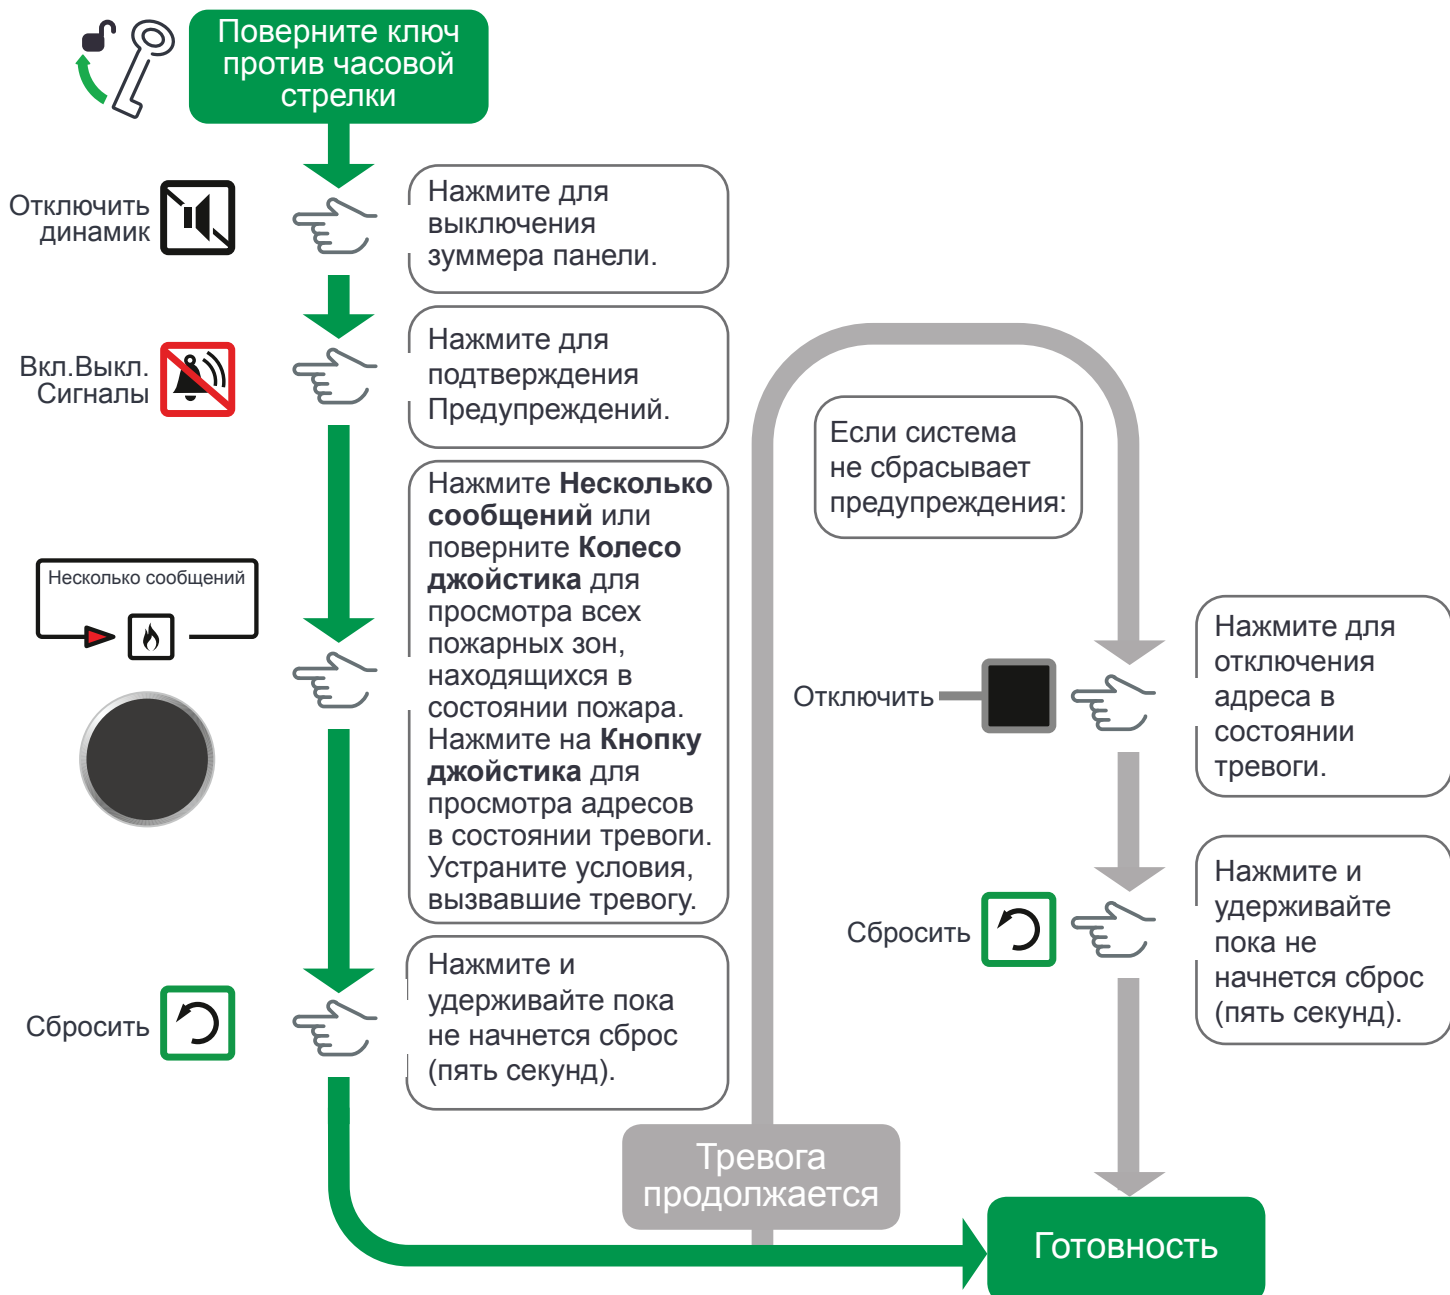 Поверните ключ
против часовой
стрелки
Отключить
динамик
Нажмите для
выключения
зуммера панели.
Вкл.Выкл.
Сигналы
Нажмите для
подтверждения
Предупреждений.
Несколько сообщений
Нажмите Несколько
сообщений или
поверните Колесо
джойстика для
просмотра всех
пожарных зон,
находящихся в
состоянии пожара.
Нажмите на Кнопку
джойстика для
просмотра адресов
в состоянии тревоги.
Устраните условия,
вызвавшие тревогу.
Сбросить
Нажмите и
удерживайте пока
не начнется сброс
(пять секунд).
Тревога
продолжается
Если система
не сбрасывает
предупреждения:
Отключить
Нажмите для
отключения
адреса в
состоянии
тревоги.
Сбросить
Нажмите и
удерживайте
пока не
начнется сброс
(пять секунд).
Готовность